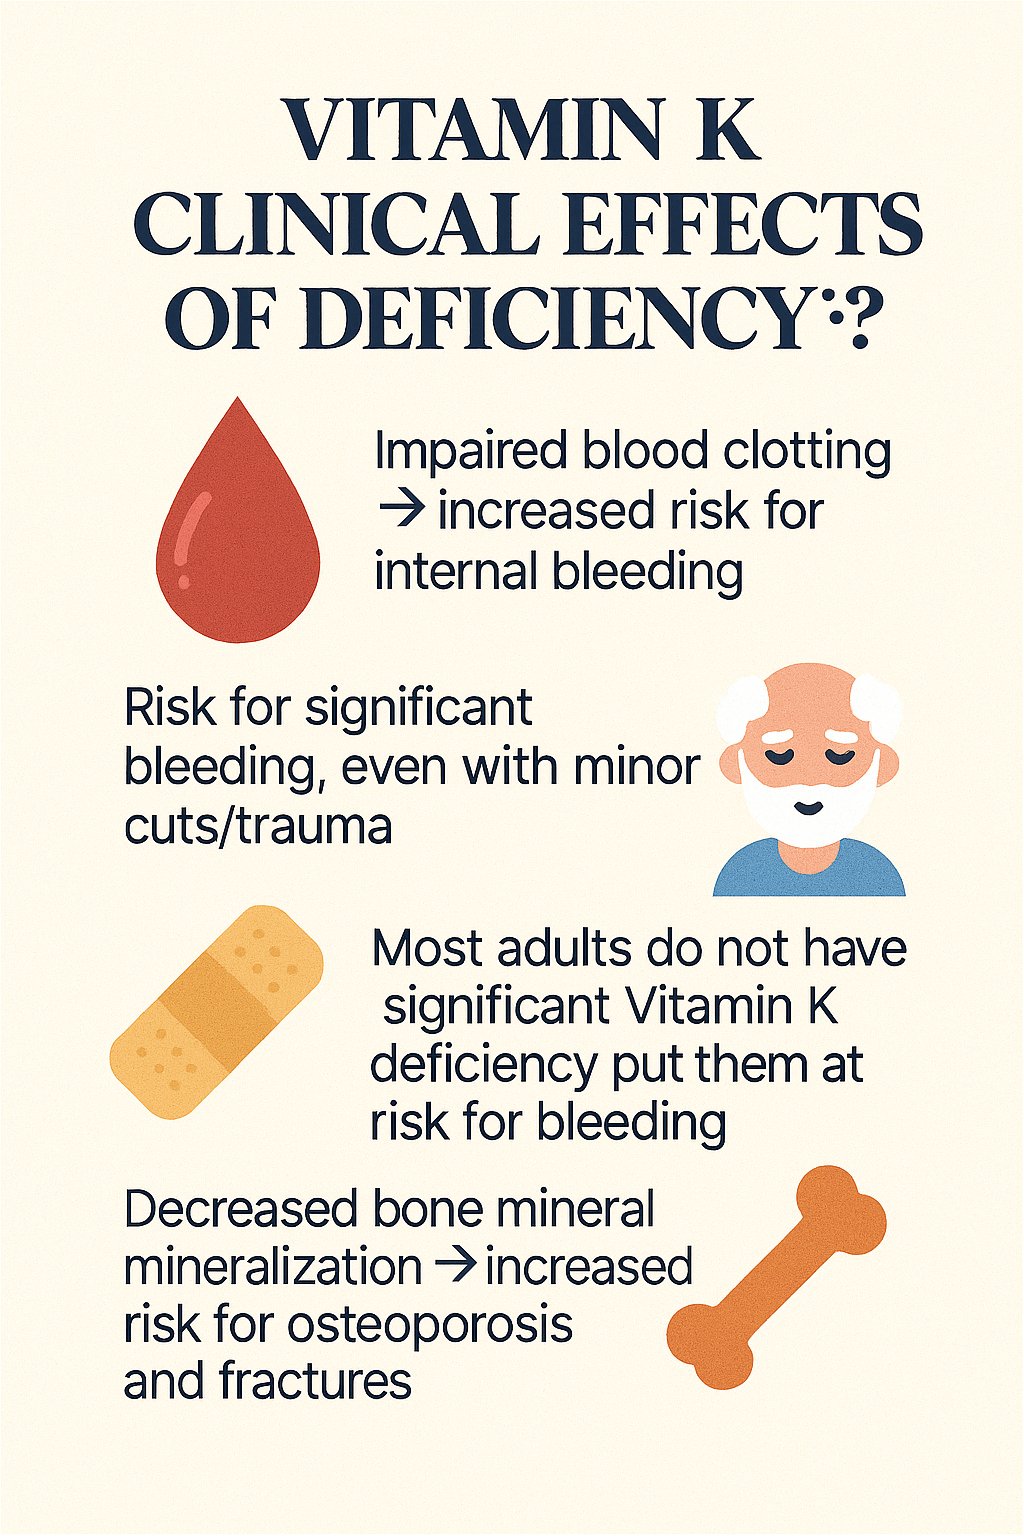 VITAMIN K
CLINICAL EFFECTS
OF DEFICIENCY:?
Impaired blood clotting
→ increased risk for
internal bleeding
Risk for significant
bleeding, even with minor
cuts/trauma
Most adults do not have
significant Vitamin K
deficiency put them at
risk for bleeding
Decreased bone mineral
mineralization → increased
risk for osteoporosis
and fractures